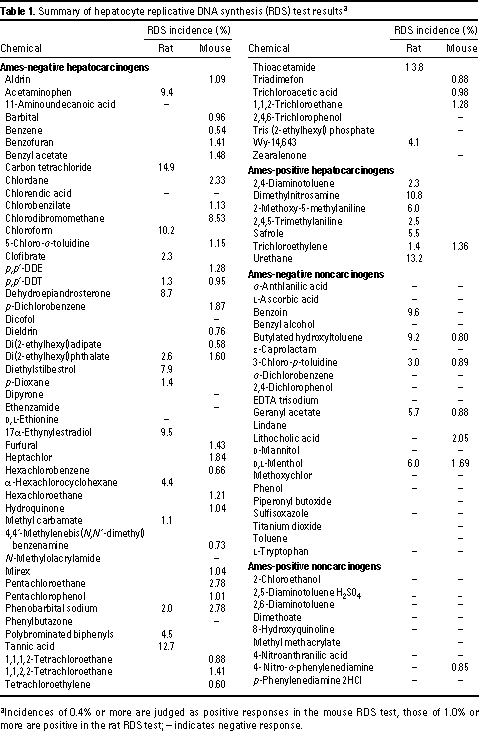 Table 1. Summary of hepatocyte replicative DNA synthesis (RDS) test resultsᵃ
RDS incidence (%)
Chemical Rat Mouse
Ames-negative hepatocarcinogens
Aldrin 1.09
Acetaminophen 9.4
11-Aminoundecanoic acid –
Barbital 0.96
Benzene 0.54
Benzofuran 1.41
Benzyl acetate 1.48
Carbon tetrachloride 14.9
Chlordane 2.33
Chlorendic acid – –
Chlorobenzilate 1.13
Chlorodibromomethane 8.53
Chloroform 10.2
5-Chloro-o-toluidine 1.15
Clofibrate 2.3
p,p´-DDE 1.28
p,p´-DDT 1.3 0.95
Dehydroepiandrosterone 8.7
p-Dichlorobenzene 1.87
Dicofol –
Dieldrin 0.76
Di(2-ethylhexyl)adipate 0.58
Di(2-ethylhexyl)phthalate 2.6 1.60
Diethylstilbestrol 7.9
p-Dioxane 1.4
Dipyrone –
Ethenzamide –
D,L-Ethionine –
17α-Ethynylestradiol 9.5
Furfural 1.43
Heptachlor 1.84
Hexachlorobenzene 0.66
α-Hexachlorocyclohexane 4.4
Hexachloroethane 1.21
Hydroquinone 1.04
Methyl carbamate 1.1
4,4´-Methylenebis(N,N´-dimethyl)
benzenamine 0.73
N-Methylolacrylamide –
Mirex 1.04
Pentachloroethane 2.78
Pentachlorophenol 1.01
Phenobarbital sodium 2.0 2.78
Phenylbutazone –
Polybrominated biphenyls 4.5
Tannic acid 12.7
1,1,1,2-Tetrachloroethane 0.88
1,1,2,2-Tetrachloroethane 1.41
Tetrachloroethylene 0.60
RDS incidence (%)
Chemical Rat Mouse
Thioacetamide 13.8
Triadimefon 0.88
Trichloroacetic acid 0.98
1,1,2-Trichloroethane 1.28
2,4,6-Trichlorophenol –
Tris (2-ethylhexyl) phosphate –
Wy-14,643 4.1
Zearalenone –
Ames-positive hepatocarcinogens
2,4-Diaminotoluene 2.3
Dimethylnitrosamine 10.8
2-Methoxy-5-methylaniline 6.0
2,4,5-Trimethylaniline 2.5
Safrole 5.5
Trichloroethylene 1.4 1.36
Urethane 13.2
Ames-negative noncarcinogens
o-Anthlanilic acid – –
L-Ascorbic acid – –
Benzoin 9.6 –
Benzyl alcohol – –
Butylated hydroxytoluene 9.2 0.80
ε-Caprolactam – –
3-Chloro-p-toluidine 3.0 0.89
o-Dichlorobenzene – –
2,4-Dichlorophenol – –
EDTA trisodium – –
Geranyl acetate 5.7 0.88
Lindane – –
Lithocholic acid – 2.05
D-Mannitol – –
D,L-Menthol 6.0 1.69
Methoxychlor – –
Phenol – –
Piperonyl butoxide – –
Sulfisoxazole – –
Titanium dioxide –
Toluene –
L-Tryptophan – –
Ames-positive noncarcinogens
2-Chloroethanol – –
2,5-Diaminotoluene H₂SO₄ – –
2,6-Diaminotoluene – –
Dimethoate – –
8-Hydroxyquinoline – –
Methyl methacrylate –
4-Nitroanthranilic acid – –
4- Nitro-o-phenylenediamine – 0.85
p-Phenylenediamine 2HCl – –
ᵃIncidences of 0.4% or more are judged as positive responses in the mouse RDS test, those of 1.0% or
more are positive in the rat RDS test; – indicates negative response.